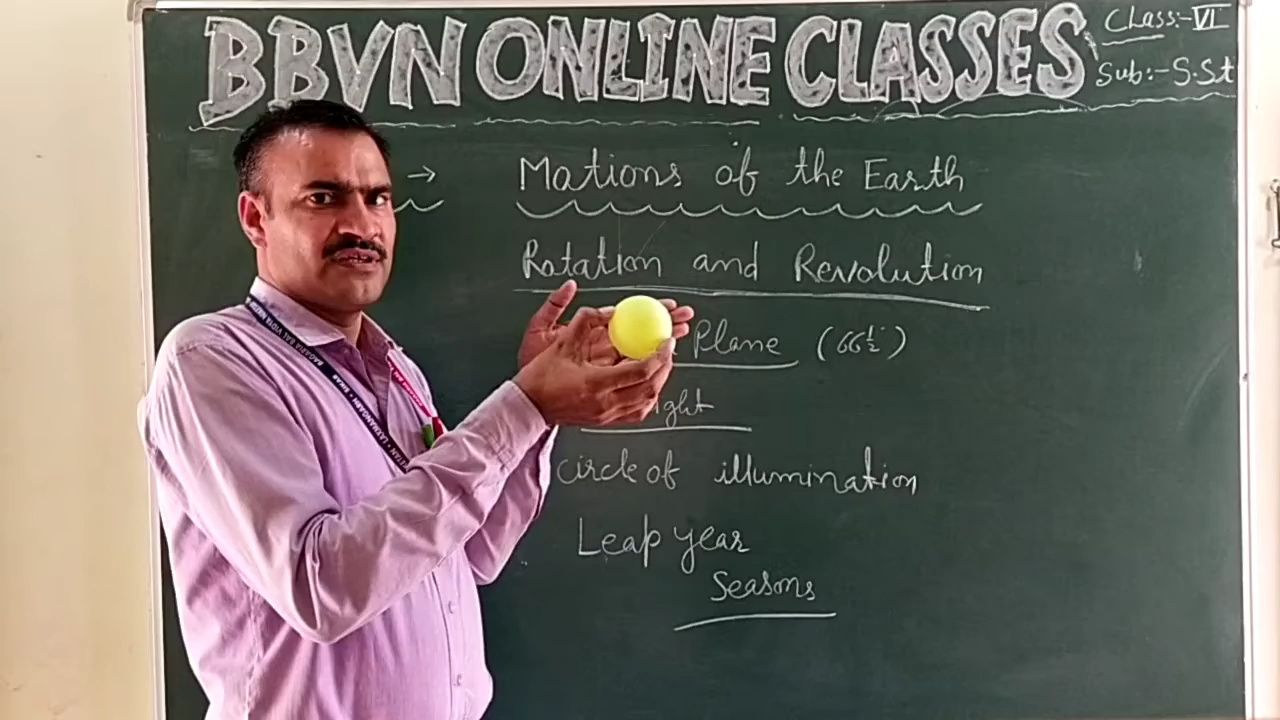 BBVN ONLINE CLASSES
Class:- VI
Sub:- S.St
→ Motions of the Earth
Rotation and Revolution
Plane (66½)
circle of illumination
Leap year
Seasons